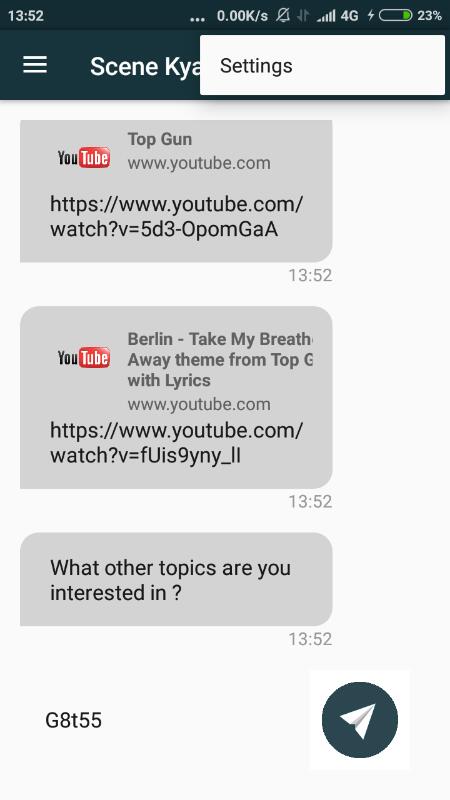 13:52 ... 0.00K/s 4G 23%
Scene Kya
Settings
Top Gun
YouTube
www.youtube.com
https://www.youtube.com/
watch?v=5d3-OpomGaA
13:52
Berlin - Take My Breath
YouTube
Away theme from Top G
with Lyrics
www.youtube.com
https://www.youtube.com/
watch?v=fUis9yny_lI
13:52
What other topics are you
interested in ?
13:52
G8t55